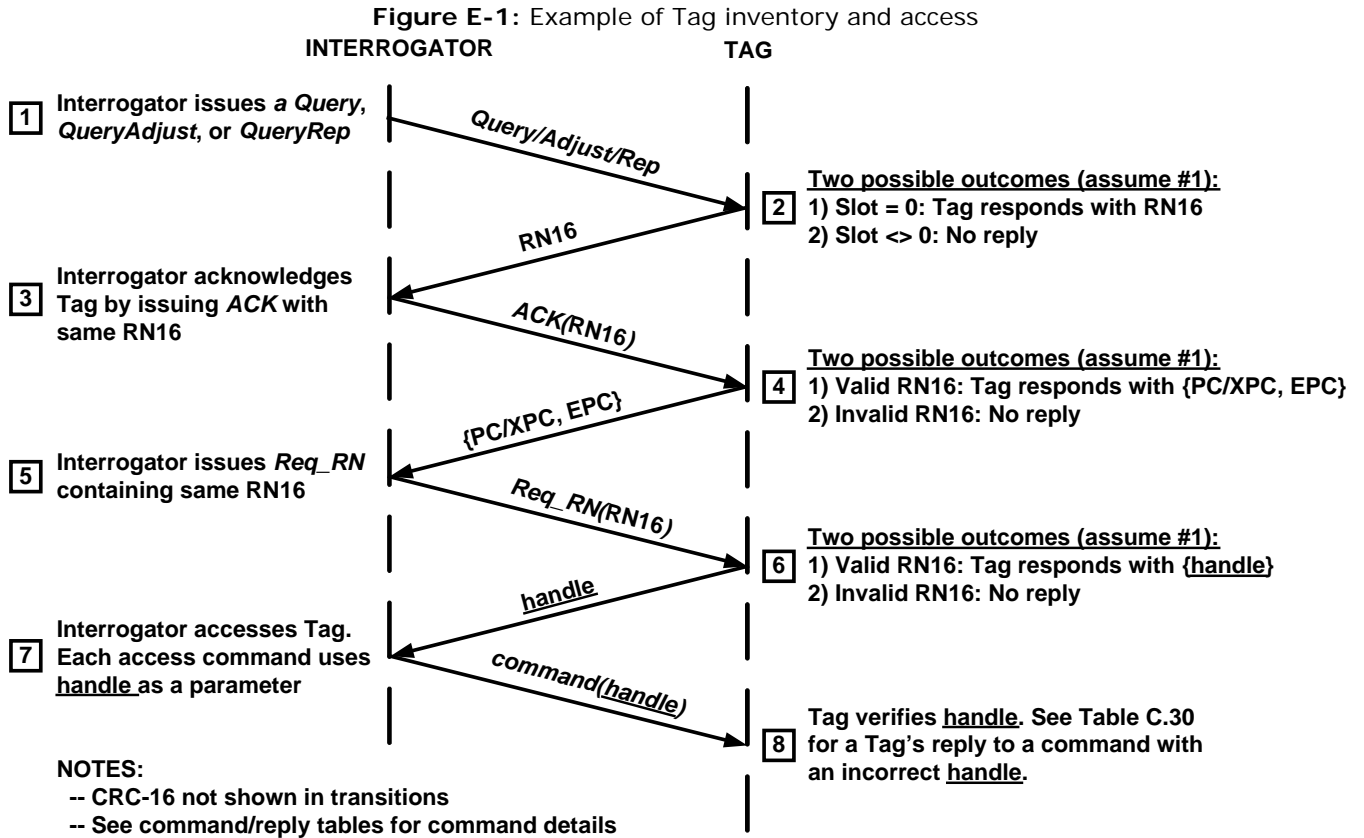 Figure E-1: Example of Tag inventory and access
INTERROGATOR
TAG
1
Interrogator issues a Query,
QueryAdjust, or QueryRep
Query/Adjust/Rep
2
Two possible outcomes (assume #1):
1) Slot = 0: Tag responds with RN16
2) Slot <> 0: No reply
RN16
3
Interrogator acknowledges
Tag by issuing ACK with
same RN16
ACK(RN16)
4
Two possible outcomes (assume #1):
1) Valid RN16: Tag responds with {PC/XPC, EPC}
2) Invalid RN16: No reply
{PC/XPC, EPC}
5
Interrogator issues Req_RN
containing same RN16
Req_RN(RN16)
6
Two possible outcomes (assume #1):
1) Valid RN16: Tag responds with {handle}
2) Invalid RN16: No reply
handle
7
Interrogator accesses Tag.
Each access command uses
handle as a parameter
command(handle)
8
Tag verifies handle. See Table C.30
for a Tag's reply to a command with
an incorrect handle.
NOTES:
-- CRC-16 not shown in transitions
-- See command/reply tables for command details